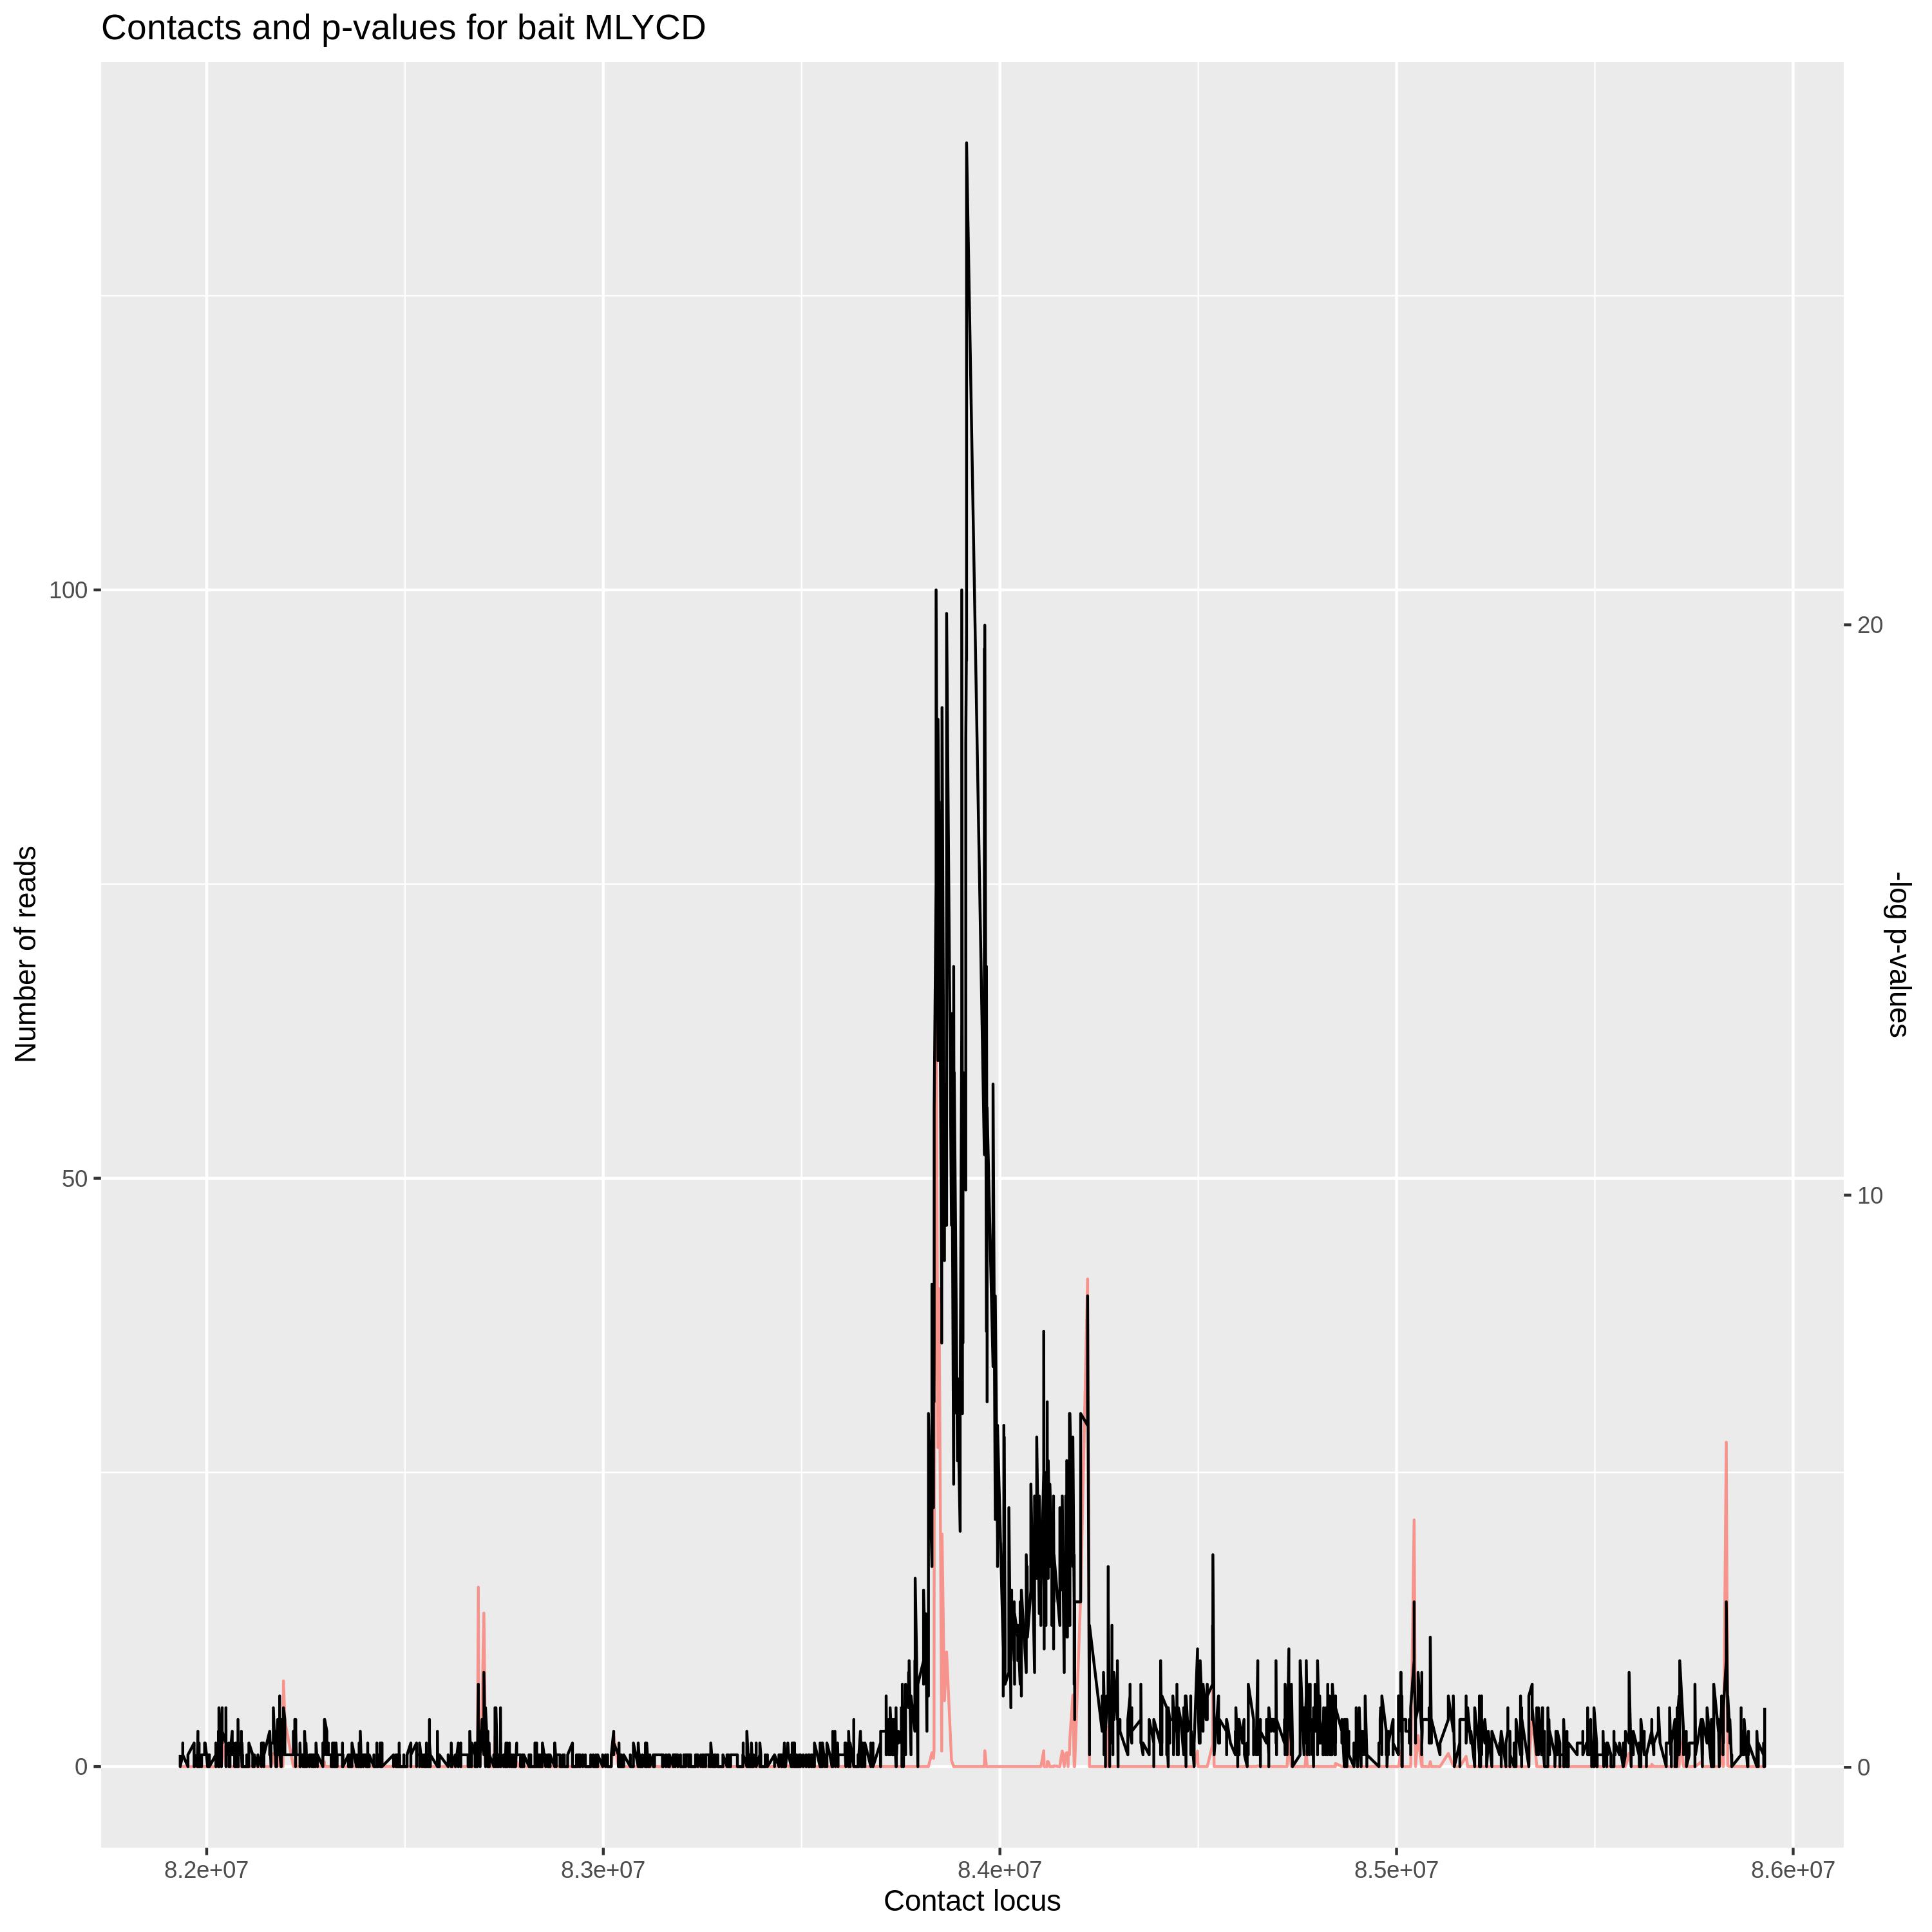 Contacts and p-values for bait MLYCD
100
50
0
Number of reads
20
10
0
-log p-values
8.2e+07
8.3e+07
8.4e+07
8.5e+07
8.6e+07
Contact locus